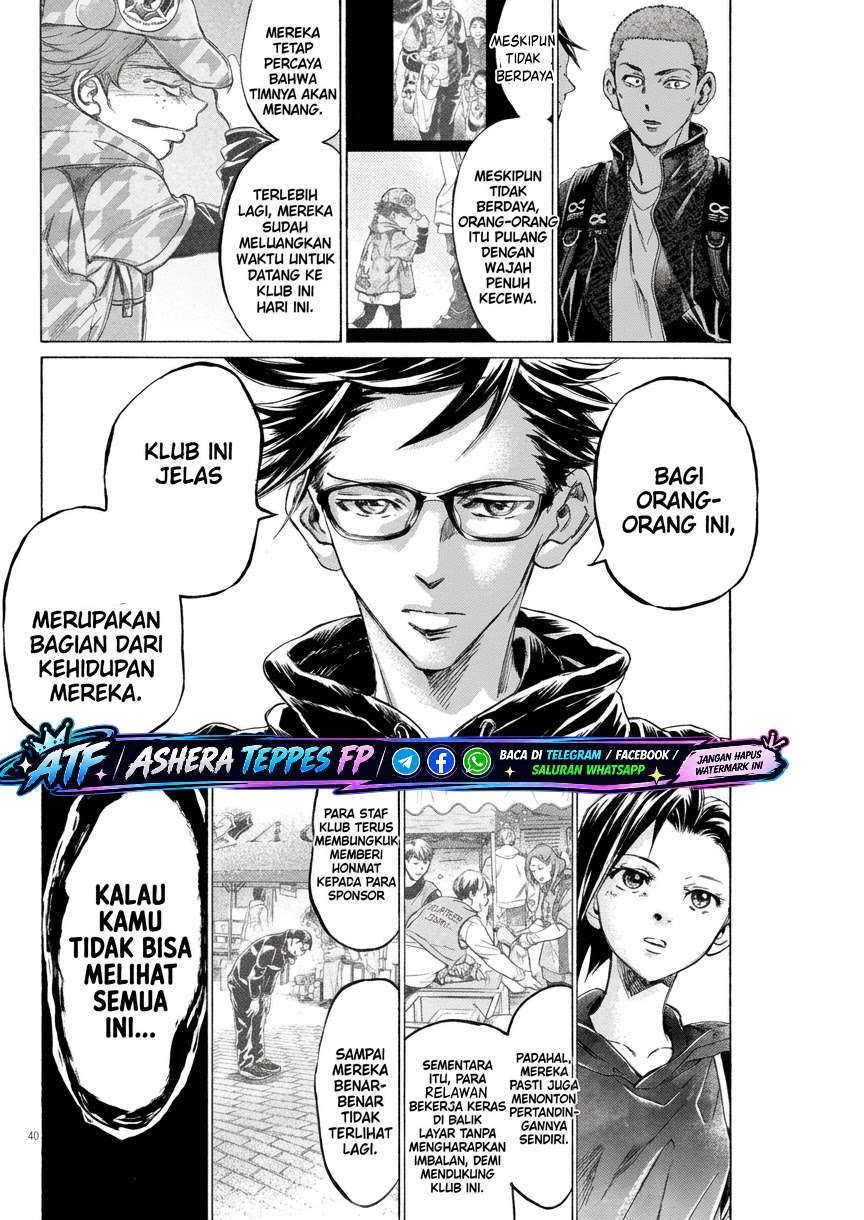 MESKIPUN
TIDAK
BERDAYA
MESKIPUN
TIDAK
BERDAYA,
ORANG-ORANG
ITU PULANG
DENGAN
WAJAH
PENUH
KECEWA.
MEREKA
TETAP
PERCAYA
BAHWA
TIMNYA AKAN
MENANG.
TERLEBIH
LAGI, MEREKA
SUDAH
MELUANGKAN
WAKTU UNTUK
DATANG KE
KLUB INI
HARI INI.
BAGI
ORANG-
ORANG INI,
KLUB INI
JELAS
MERUPAKAN
BAGIAN DARI
KEHIDUPAN
MEREKA.
ATF
ASHERA TEPPES FP
BACA DI TELEGRAM / FACEBOOK /
SALURAN WHATSAPP
JANGAN HAPUS
WATERMARK INI
PADAHAL,
MEREKA
PASTI JUGA
MENONTON
PERTANDIN-
GANNYA
SENDIRI.
SEMENTARA
ITU, PARA
RELAWAN
BEKERJA KERAS
DI BALIK
LAYAR TANPA
MENGHARAPKAN
IMBALAN, DEMI
MENDUKUNG
KLUB INI.
PARA STAF
KLUB TERUS
MEMBUNGKUK
MEMBERI
HONMAT
KEPADA PARA
SPONSOR
SAMPAI
MEREKA
BENAR-
BENAR
TIDAK
TERLIHAT
LAGI.
KALAU
KAMU
TIDAK BISA
MELIHAT
SEMUA
INI...
40